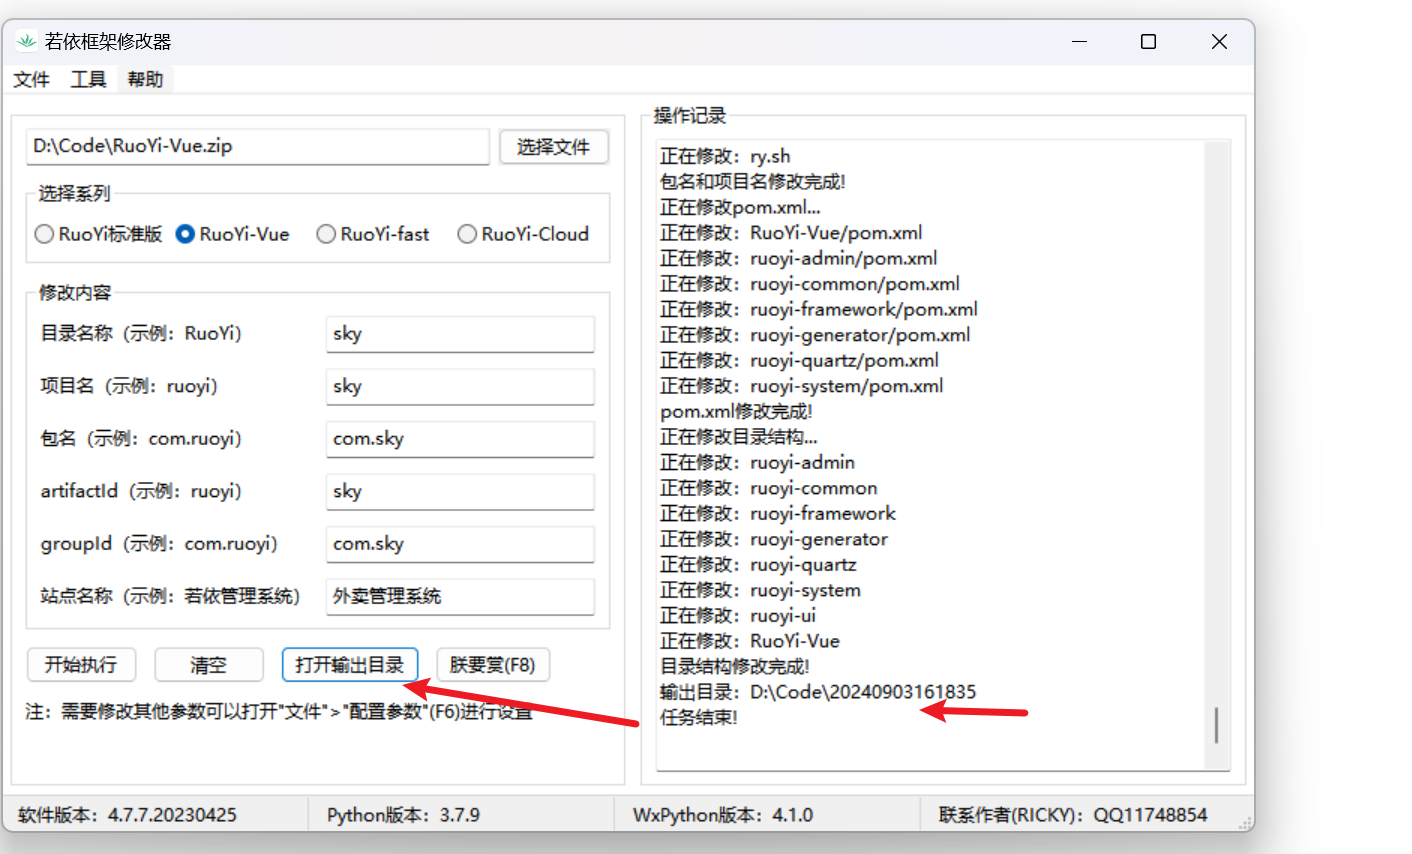 若依框架修改器
文件 工具 帮助
D:\Code\RuoYi-Vue.zip 选择文件
选择系列
RuoYi标准版 RuoYi-Vue RuoYi-fast RuoYi-Cloud
修改内容
目录名称（示例：RuoYi） sky
项目名（示例：ruoyi） sky
包名（示例：com.ruoyi） com.sky
artifactId（示例：ruoyi） sky
groupId（示例：com.ruoyi） com.sky
站点名称（示例：若依管理系统） 外卖管理系统
开始执行 清空 打开输出目录 朕要赏(F8)
注：需要修改其他参数可以打开"文件">"配置参数"(F6)进行设置
操作记录
正在修改：ry.sh
包名和项目名修改完成!
正在修改pom.xml...
正在修改：RuoYi-Vue/pom.xml
正在修改：ruoyi-admin/pom.xml
正在修改：ruoyi-common/pom.xml
正在修改：ruoyi-framework/pom.xml
正在修改：ruoyi-generator/pom.xml
正在修改：ruoyi-quartz/pom.xml
正在修改：ruoyi-system/pom.xml
pom.xml修改完成!
正在修改目录结构...
正在修改：ruoyi-admin
正在修改：ruoyi-common
正在修改：ruoyi-framework
正在修改：ruoyi-generator
正在修改：ruoyi-quartz
正在修改：ruoyi-system
正在修改：ruoyi-ui
正在修改：RuoYi-Vue
目录结构修改完成!
输出目录：D:\Code\20240903161835
任务结束!
软件版本：4.7.7.20230425 Python版本：3.7.9 WxPython版本：4.1.0 联系作者(RICKY)：QQ11748854